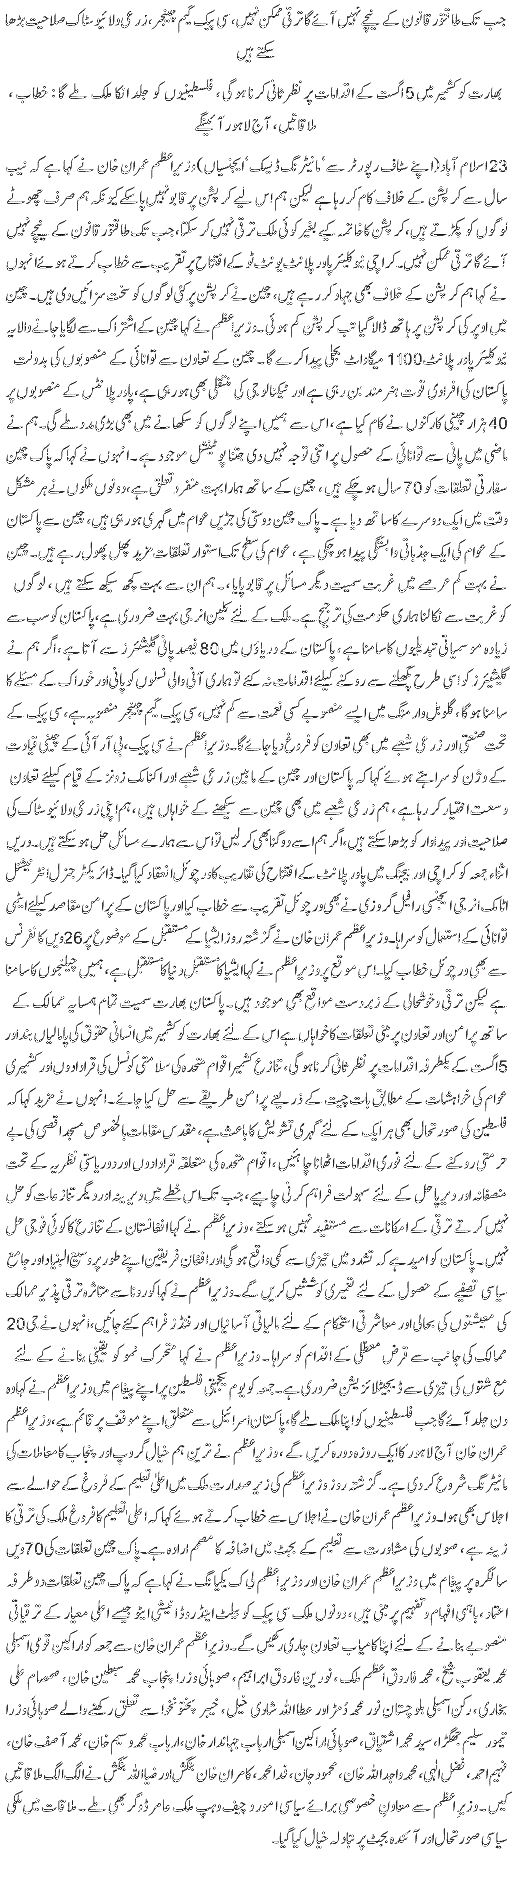 جب تک طاقتور قانون کے نیچے نہیں آئے گا ترقی ممکن نہیں، سی پیک گیم چینجر، زرعی ولائیو سٹاک صلاحیت بڑھا
سکتے ہیں
بھارت کو کشمیر میں 5 اگست کے اقدامات پر نظر ثانی کرنا ہوگی، فلسطینیوں کو جلد انکا ملک ملے گا: خطاب،
ملاقاتیں، آج لاہور آئینگے
23 اسلام آباد (اپنے سٹاف رپورٹر سے ‘مانیٹرنگ ڈیسک‘ ایجنسیاں) وزیراعظم عمران خان نے کہا ہے کہ نیب
سال سے کرپشن کے خلاف کام کر رہا ہے لیکن ہم اس لیے کرپشن پر قابو نہیں پا سکے کیونکہ ہم صرف چھوٹے
لوگوں کو پکڑتے ہیں، کرپشن کا خاتمہ کیے بغیر کوئی ملک ترقی نہیں کر سکتا، جب تک طاقتور قانون کے نیچے نہیں
آئے گا ترقی ممکن نہیں۔ کراچی نیوکلیئر پاور پلانٹ یونٹ ٹو کے افتتاح پر تقریب سے خطاب کرتے ہوئے انہوں
نے کہا ہم کرپشن کے خلاف بھی جہاد کر رہے ہیں، چین نے کرپشن پر کئی لوگوں کو سخت سزائیں دی ہیں۔ چین
میں اوپر کی کرپشن پر ہاتھ ڈالا گیا تب کرپشن کم ہوئی۔ وزیراعظم نے کہا چین کے اشتراک سے لگایا جانے والا یہ
نیوکلیئر پاور پلانٹ، 1100 میگاواٹ بجلی پیدا کرے گا۔ چین کے تعاون سے توانائی کے منصوبوں کی بدولت
پاکستان کی افرادی قوت ہنر مند بن رہی ہے اور ٹیکنالوجی کی منتقلی بھی ہو رہی ہے، پاور پلانٹس کے منصوبوں پر
40 ہزار چینی کارکنوں نے کام کیا ہے، اس سے ہمیں اپنے لوگوں کو سکھانے میں بھی بڑی مدد ملے گی۔ ہم نے
ماضی میں پانی سے توانائی کے حصول پر اتنی توجہ نہیں دی جتنا پوٹینشل موجود ہے۔ انہوں نے کہا کہ پاک چین
سفارتی تعلقات کو 70 سال ہو چکے ہیں، چین کے ساتھ ہمارا بہت منفرد تعلق ہے، دونوں ملکوں نے ہر مشکل
وقت میں ایک دوسرے کا ساتھ دیا ہے۔ پاک چین دوستی کی جڑیں عوام میں گہری ہو رہی ہیں، چین سے پاکستان
کے عوام کی ایک جذباتی وابستگی پیدا ہو چکی ہے، عوام کی سطح تک استوار تعلقات مزید پھل پھول رہے ہیں۔ چین
نے بہت کم عرصے میں غربت سمیت دیگر مسائل پر قابو پایا،۔ ہم ان سے بہت کچھ سیکھ سکتے ہیں، لوگوں
کو غربت سے نکالنا ہماری حکومت کی ترجیح ہے۔ ملک کے لئے کلین انرجی بہت ضروری ہے، پاکستان کو سب سے
زیادہ موسمیاتی تبدیلیوں کا سامنا ہے، پاکستان کے دریاؤں میں 80 فیصد پانی گلیشیئرز سے آتا ہے، اگر ہم نے
گلیشیئرز کو اسی طرح پگھلنے سے روکنے کیلئے اقدامات نہ کئے تو ہماری آنی والی نسلوں کو پانی اور خوراک کے مسئلے کا
سامنا ہو گا، گلوبل وارمنگ میں ایسے منصوبے کسی نعمت سے کم نہیں، سی پیک گیم چینجر منصوبہ ہے، سی پیک کے
تحت صنعتی اور زرعی شعبے میں بھی تعاون کو فروغ دیا جائے گا۔ وزیراعظم نے سی پیک، بی آر آئی کے چینی قیادت
کے وژن کو سراہتے ہوئے کہا کہ پاکستان اور چین کے مابین زرعی شعبے اور اکنامک زونز کے قیام کیلئے تعاون
وسعت اختیار کر رہا ہے، ہم زرعی شعبے میں بھی چین سے سیکھنے کے خواہاں ہیں، ہم اپنی زرعی ولائیو سٹاک کی
صلاحیت اور پیداوار کو بڑھا سکتے ہیں، اگر ہم اسے دوگنا بھی کر لیں تو اس سے ہمارے مسائل حل ہو سکتے ہیں۔ دریں
اثناء جمعہ کو کراچی اور بیجنگ میں پاور پلانٹ کے افتتاح کی تقاریب کا ورچوئل انعقاد کیا گیا۔ ڈائریکٹر جنرل انٹرنیشنل
اٹامک انرجی ایجنسی رافیل گروزی نے بھی ورچوئل تقریب سے خطاب کیا اور پاکستان کے پرامن مقاصد کیلئے ایٹمی
توانائی کے استعمال کو سراہا۔ وزیراعظم عمران خان نے گزشتہ روز ایشیا کے مستقبل کے موضوع پر 26ویں کانفرنس
سے بھی ورچوئل خطاب کیا۔ اس موقع پر وزیراعظم نے کہا ایشیا کا مستقبل دنیا کا مستقبل ہے، ہمیں چیلنجوں کا سامنا
ہے لیکن ترقی وخوشحالی کے زبردست مواقع بھی موجود ہیں۔ پاکستان بھارت سمیت تمام ہمسایہ ممالک کے
ساتھ پرامن اور تعاون پر مبنی تعلقات کا خواہاں ہے اس کے لئے بھارت کو کشمیر میں انسانی حقوق کی پامالیاں بند اور
5 اگست کے یکطرفہ اقدامات پر نظر ثانی کرنا ہو گی، تنازع کشمیر اقوام متحدہ کی سلامتی کونسل کی قراردادوں اور کشمیری
عوام کی خواہشات کے مطابق بات چیت کے ذریعے پرامن طریقے سے حل کیا جائے۔ انہوں نے مزید کہا کہ
فلسطین کی صورتحال بھی ہر ایک کے لئے گہری تشویش کا باعث ہے، مقدس مقامات بالخصوص مسجد اقصیٰ کی بے
حرمتی روکنے کے لئے فوری اقدامات اٹھانا چاہئیں، اقوام متحدہ کی متعلقہ قراردادوں اور دو ریاستی نظریہ کے تحت
منصفانہ اور دیرپا حل کے لئے سہولت فراہم کرنی چاہیے، جب تک اس خطے میں دیرینہ اور دیگر تنازعات کو حل
نہیں کرتے ترقی کے امکانات سے مستفید نہیں ہو سکتے، وزیراعظم نے کہا افغانستان کے تنازع کا کوئی فوجی حل
نہیں۔ پاکستان کو امید ہے کہ تشدد میں تیزی سے کمی واقع ہوگی اور افغان فریقین اپنے طور پر وسیع البنیاد اور جامع
سیاسی تصفیے کے حصول کے لئے تعمیری کوششیں کریں گے۔ وزیراعظم نے کہا کورونا سے متاثرہ ترقی پذیر ممالک
کی معیشتوں کی بحالی اور معاشرتی استحکام کے لئے مالیاتی آسانیاں اور فنڈز فراہم کئے جائیں، انہوں نے جی 20
ممالک کی جانب سے قرض معطلی کے اقدام کو سراہا۔ وزیراعظم نے کہا متحرک نمو کو یقینی بنانے کے لئے
معیشتوں کی تیزی سے ڈیجیٹلائزیشن ضروری ہے۔ جمعہ کو یوم یکجہتی فلسطین پر اپنے پیغام میں وزیراعظم نے کہا وہ
دن جلد آئے گا جب فلسطینیوں کو اپنا ملک ملے گا، پاکستان اسرائیل سے متعلق اپنے موقف پر قائم ہے، وزیراعظم
عمران خان آج لاہور کا ایک روزہ دورہ کریں گے، وزیراعظم نے ترین ہم خیال گروپ اور پنجاب کا معاملات کی
مانیٹرنگ شروع کر دی ہے۔ گزشتہ روز وزیراعظم کی زیر صدارت ملک میں اعلیٰ تعلیم کے فروغ کے حوالے سے
اجلاس بھی ہوا۔ وزیراعظم عمران خان نے اجلاس سے خطاب کرتے ہوئے کہا کہ اعلیٰ تعلیم کا فروغ ملک کی ترقی کا
زینہ ہے، صوبوں کی مشاورت سے تعلیم کے بجٹ میں اضافہ کا مصمم ارادہ ہے۔ پاک چین تعلقات کی 70ویں
سالگرہ پر پیغام میں وزیراعظم عمران خان اور وزیراعظم لی ک یکیانگ نے کہا ہے کہ پاک چین تعلقات دو طرفہ
اعتماد، باہمی افہام وتفہیم پر مبنی ہیں، دونوں ملک سی پیک کو بیلٹ اینڈ روڈ انیشی ایٹو جیسے اعلیٰ معیار کے ترقیاتی
منصوبے بنانے کے لئے اپنا کامیاب تعاون جاری رکھیں گے۔ وزیراعظم عمران خان سے جمعہ کو اراکین قومی اسمبلی
محمد یعقوب شیخ، محمد فاروق اعظم ملک، نورین فاروق ابراہیم، صوبائی وزراء پنجاب محمد سبطین خان، صمصام علی
بخاری، رکن اسمبلی بلوچستان نور محمد دمڑ اور عطااللہ شادی خیل، خیبر پختونخوا سے تعلق رکھنے والے صوبائی وزرا
تیمور سلیم جھگڑا، سید محمد اشتیاق، صوبائی اراکین اسمبلی ارباب جہانداد خان، ارباب محمد وسیم خان، محمد آصف خان،
فہیم احمد، فضل الٰہی، محمد واجد اللہ خان، محمود جان، فدا محمد، کامران خان بنگش اور ضیااللہ بنگش نے الگ الگ ملاقاتیں
کیں۔ وزیراعظم سے معاون خصوصی برائے سیاسی امور و چیف وہپ ملک عامر ڈوگر بھی ملے۔ ملاقات میں ملکی
سیاسی صورتحال اور آئندہ بجٹ پر تبادلہ خیال کیا گیا۔